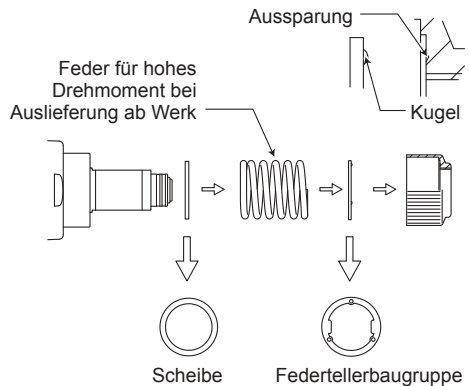 Aussparung
Feder für hohes
Drehmoment bei
Auslieferung ab Werk
Kugel
Scheibe
Federtellerbaugruppe